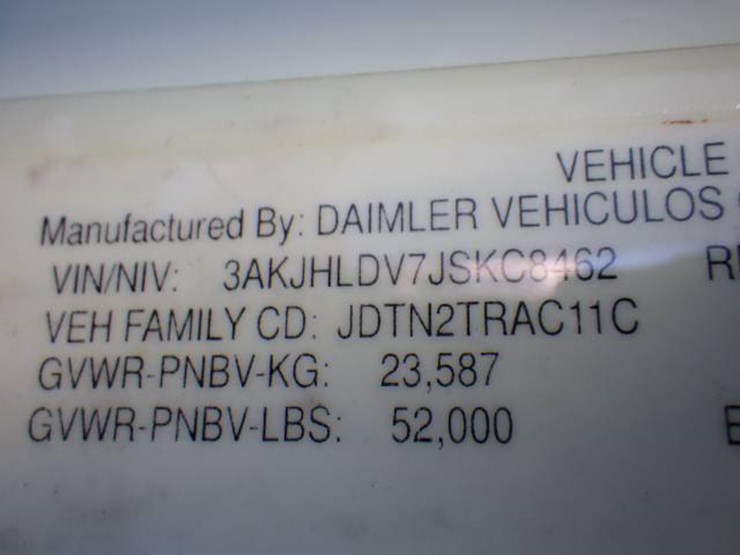 VEHICLE
Manufactured By: DAIMLER VEHICULOS
VIN/NIV: 3AKJHLDV7JSKC8462 R
VEH FAMILY CD: JDTN2TRAC11C
GVWR-PNBV-KG: 23,587
GVWR-PNBV-LBS: 52,000